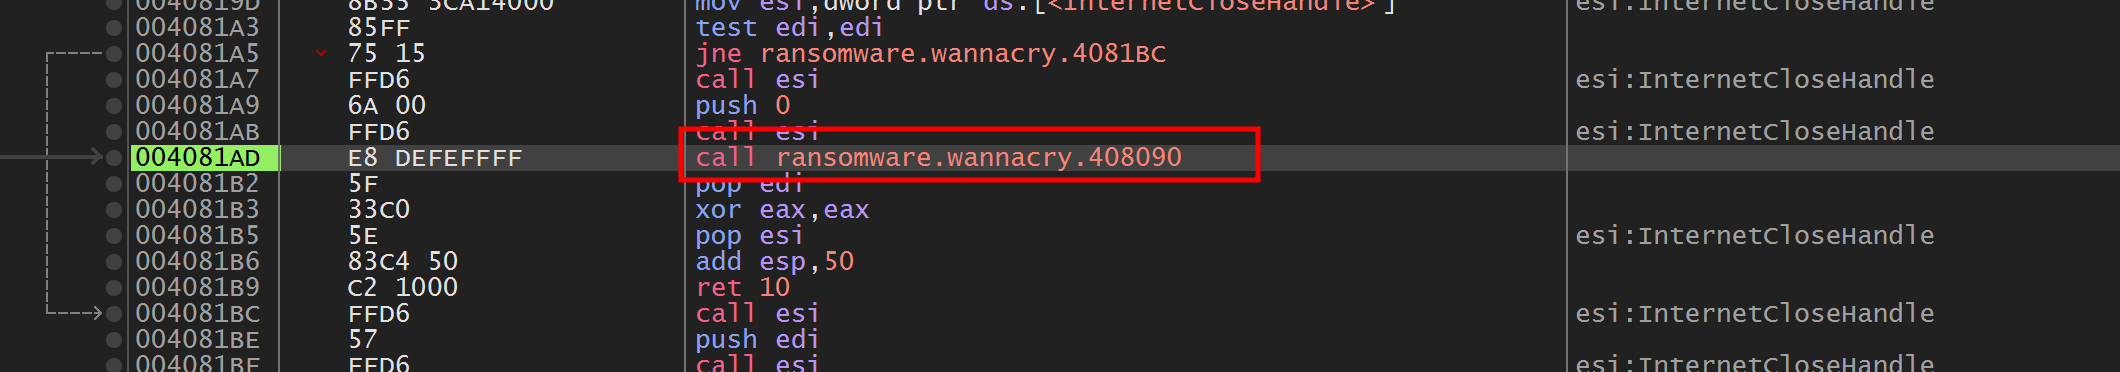 0040819D 8B35 3CA14000 mov esi,dword ptr ds:[<InternetCloseHandle>] esi:InternetCloseHandle
004081A3 85FF test edi,edi
004081A5 75 15 jne ransomware.wannacry.4081BC
004081A7 FFD6 call esi esi:InternetCloseHandle
004081A9 6A 00 push 0
004081AB FFD6 call esi esi:InternetCloseHandle
004081AD E8 DEFEFFFF call ransomware.wannacry.408090
004081B2 5F pop edi
004081B3 33C0 xor eax,eax
004081B5 5E pop esi esi:InternetCloseHandle
004081B6 83C4 50 add esp,50
004081B9 C2 1000 ret 10
004081BC FFD6 call esi esi:InternetCloseHandle
004081BE 57 push edi
004081BF FFD6 call esi esi:InternetCloseHandle